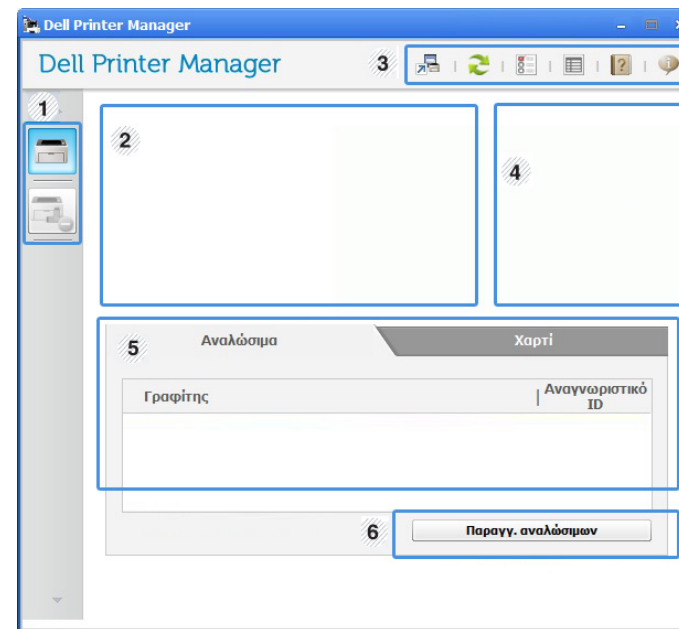 Dell Printer Manager
Dell Printer Manager
3
1
2
4
5
Αναλώσιμα
Χαρτί
Γραφίτης
Αναγνωριστικό
ID
6
Παραγγ. αναλώσιμων